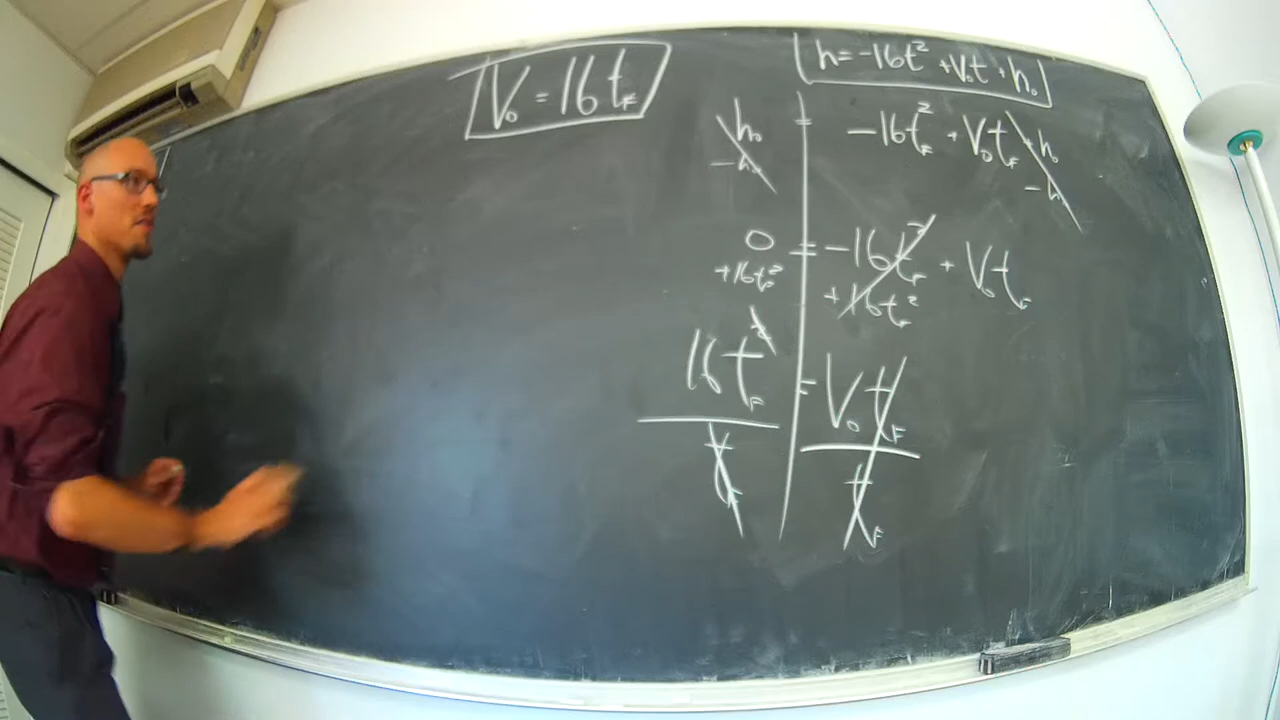 V₀ = 16t_F
h = -16t² + V₀t + h₀
h₀ = -16t_F² + V₀t_F + h₀
-h₀ -h
0 = -16t_F² + V₀t_F
+16t_F² +16t_F²
16t_F² = V₀t_F
t_F t_F